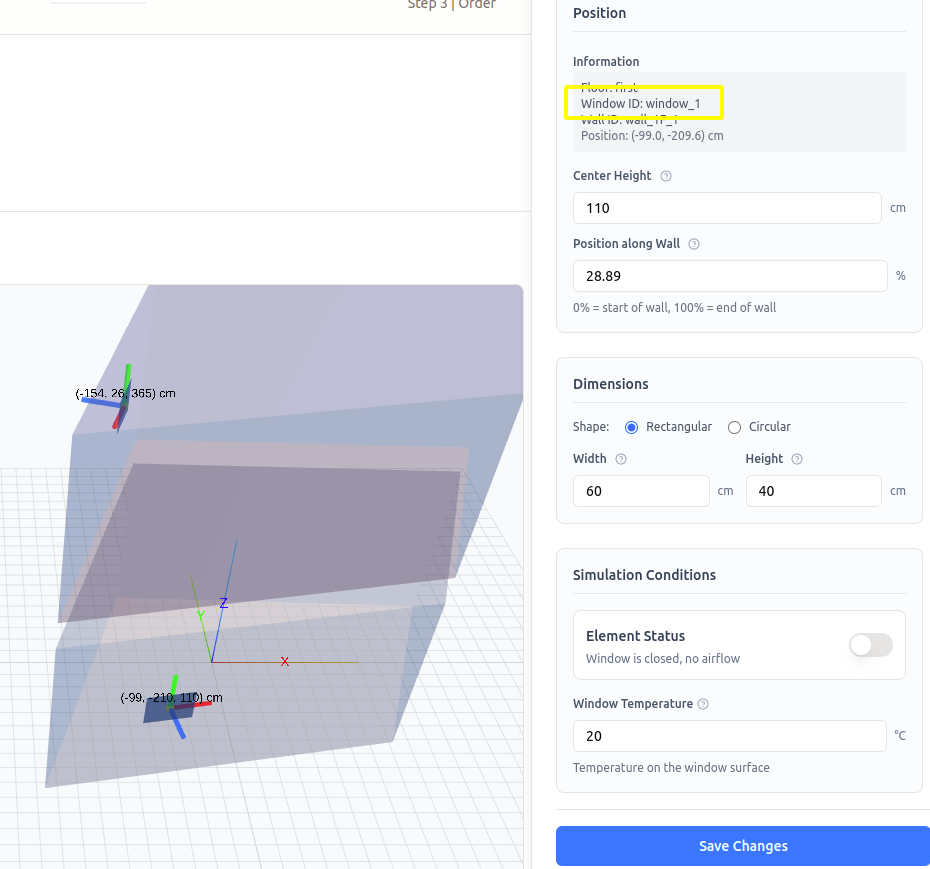 Step 3 | Order
Position
Information
Floor: first
Window ID: window_1
Wall ID: wall_1F_1
Position: (-99.0, -209.6) cm
Center Height
110 cm
Position along Wall
28.89 %
0% = start of wall, 100% = end of wall
(-154, 26, 365) cm
Dimensions
Shape: Rectangular Circular
Width Height
60 cm 40 cm
Simulation Conditions
Z
Y
Element Status
Window is closed, no airflow
X
(-99, -210, 110) cm
Window Temperature
20 °C
Temperature on the window surface
Save Changes